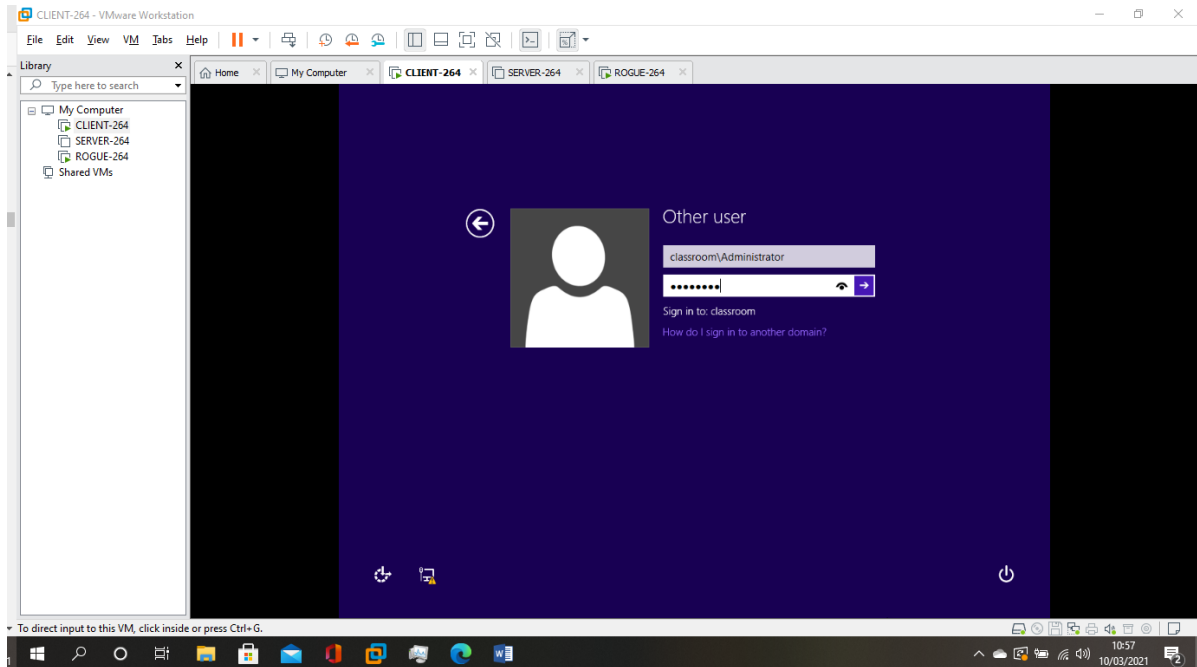 CLIENT-264 - VMware Workstation
File Edit View VM Tabs Help
Library
Type here to search
My Computer
CLIENT-264
SERVER-264
ROGUE-264
Shared VMs
Home
My Computer
CLIENT-264
SERVER-264
ROGUE-264
Other user
classroom\Administrator
Sign in to: classroom
How do I sign in to another domain?
To direct input to this VM, click inside or press Ctrl+G.
10:57
10/03/2021
2